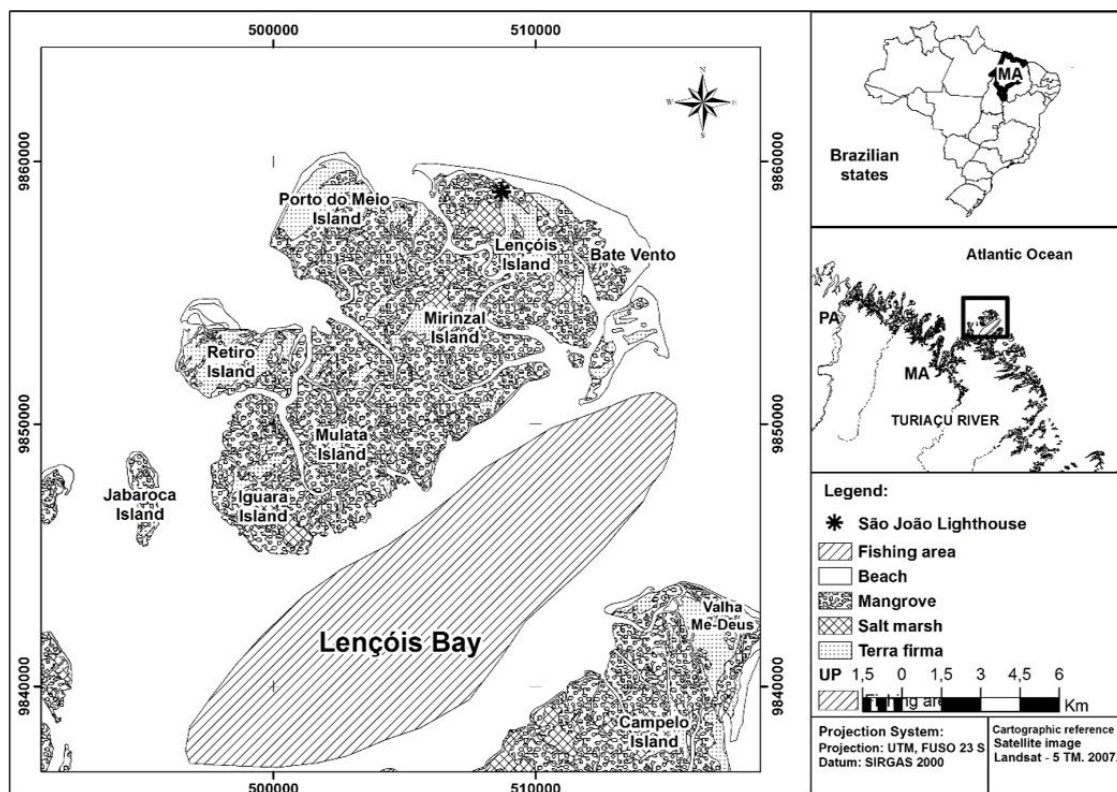 500000
510000
9860000
9860000
N
W
E
S
Porto do Meio
Island
Lençóis
Island
Bate Vento
Mirinzal
Island
Retiro
Island
9850000
9850000
Mulata
Island
Iguara
Island
Jabaroca
Island
Lençóis Bay
Valha
Me-Deus
9840000
9840000
Campelo
Island
500000
510000
MA
Brazilian
states
Atlantic Ocean
PA
MA
TURIAÇU RIVER
Legend:
São João Lighthouse
Fishing area
Beach
Mangrove
Salt marsh
Terra firma
UP
1,5 0 1,5 3 4,5 6
Km
Projection System:
Projection: UTM, FUSO 23 S
Datum: SIRGAS 2000
Cartographic reference
Satellite image
Landsat - 5 TM. 2007.